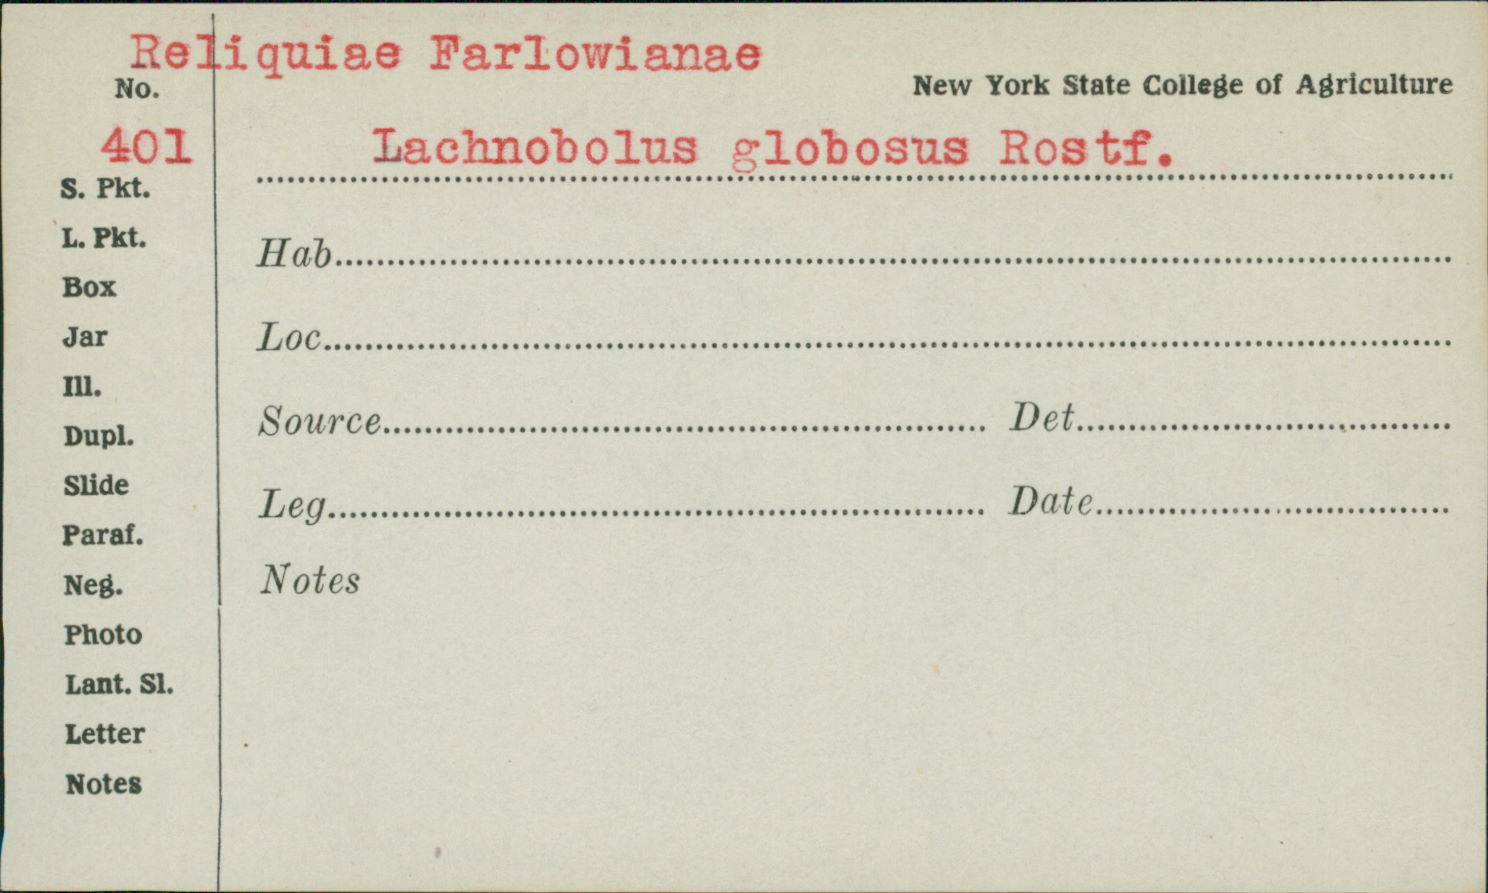 Reliquiae Farlowianae
No.
New York State College of Agriculture
401
Lachnobolus globosus Rostf.
S. Pkt.
L. Pkt.
Hab
Box
Jar
Loc
Ill.
Dupl.
Source Det.
Slide
Leg. Date
Paraf.
Neg.
Notes
Photo
Lant. Sl.
Letter
Notes